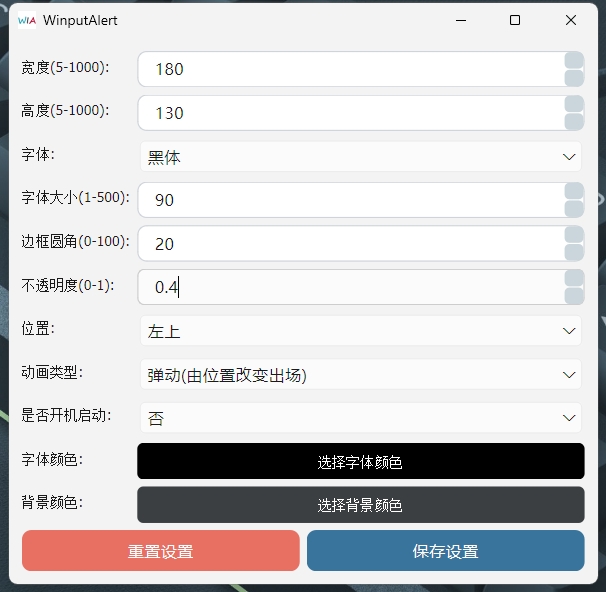 WIA WinputAlert
宽度(5-1000): 180
高度(5-1000): 130
字体: 黑体
字体大小(1-500): 90
边框圆角(0-100): 20
不透明度(0-1): 0.4
位置: 左上
动画类型: 弹动(由位置改变出场)
是否开机启动: 否
字体颜色: 选择字体颜色
背景颜色: 选择背景颜色
重置设置 保存设置